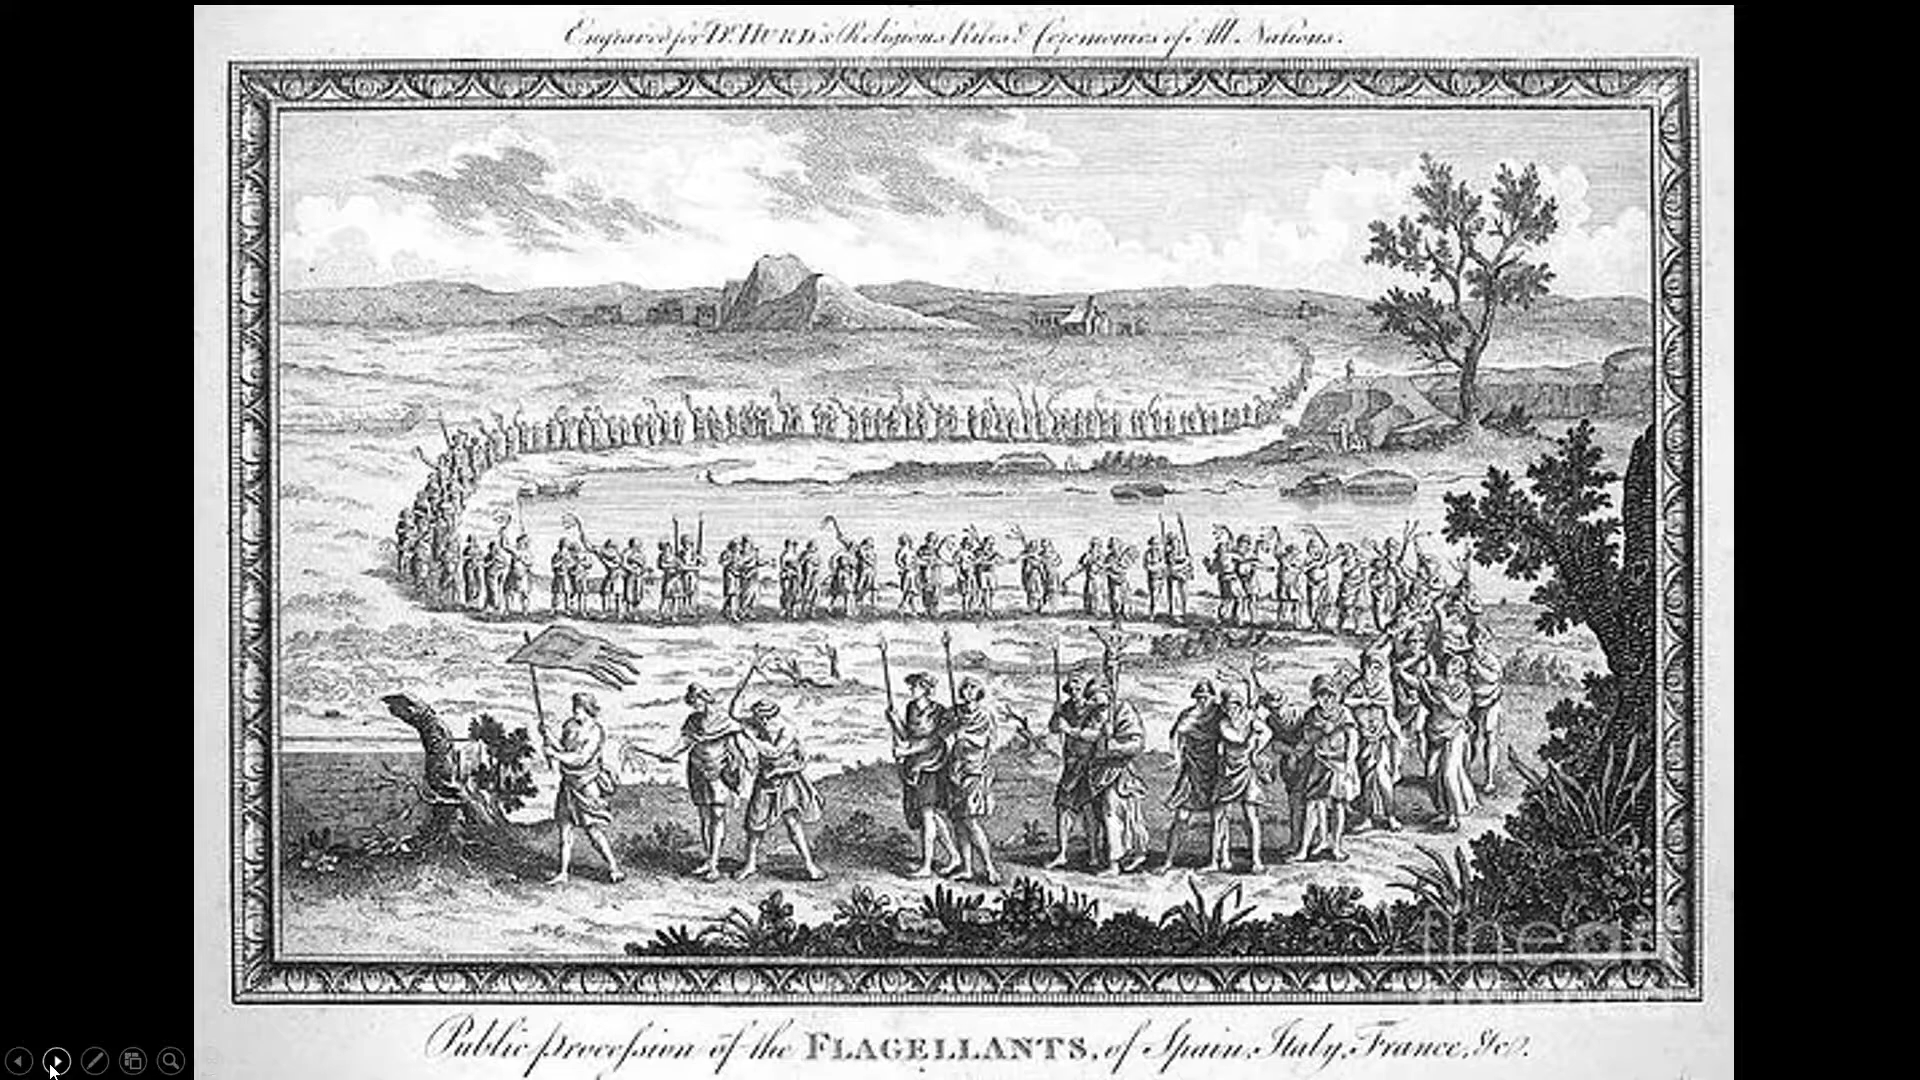 Engraved for Dr. HURD's Religious Rites & Ceremonies of All Nations.
Public proceſsion of the FLAGELLANTS, of Spain, Italy, France, &c.